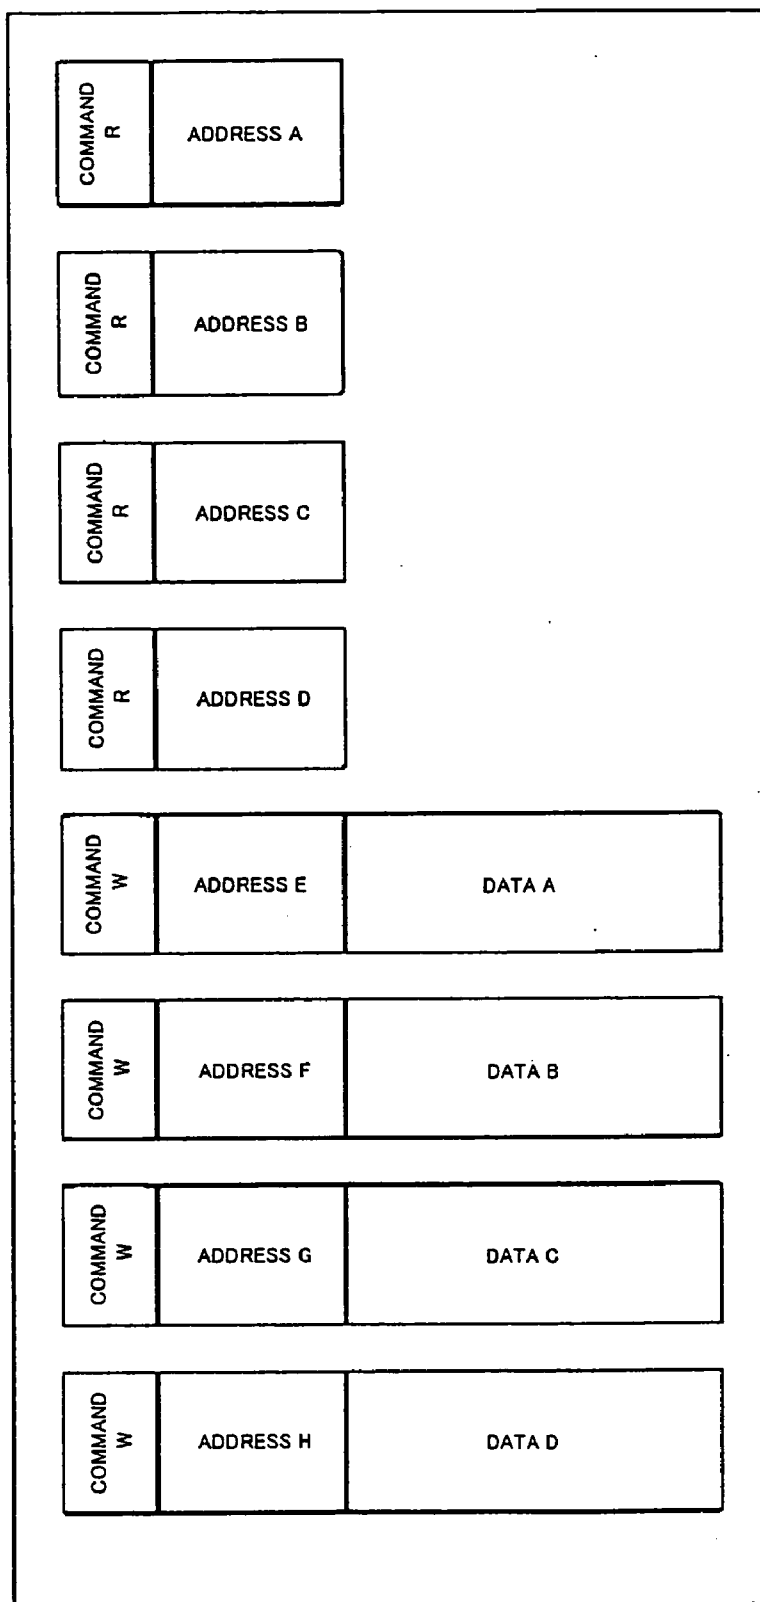 COMMAND
R
ADDRESS A
COMMAND
R
ADDRESS B
COMMAND
R
ADDRESS C
COMMAND
R
ADDRESS D
COMMAND
W
ADDRESS E
DATA A
COMMAND
W
ADDRESS F
DATA B
COMMAND
W
ADDRESS G
DATA C
COMMAND
W
ADDRESS H
DATA D